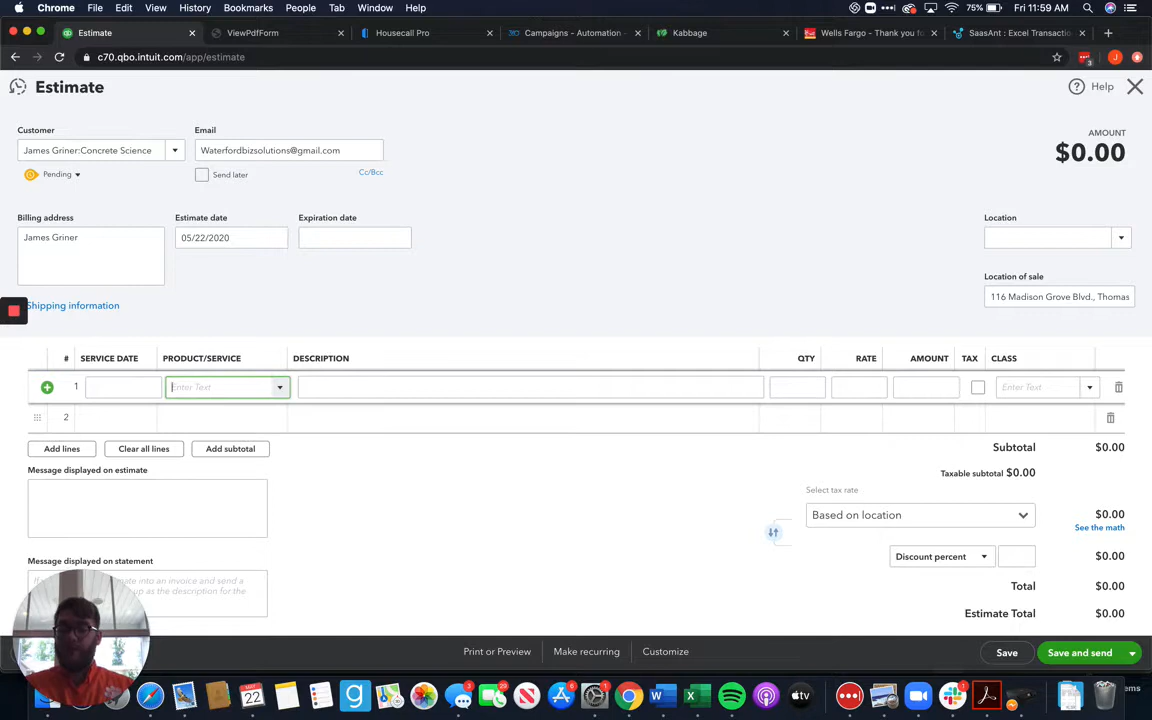 Chrome File Edit View History Bookmarks People Tab Window Help 75% Fri 11:59 AM
Estimate ViewPdfForm Housecall Pro Campaigns - Automation - Kabbage Wells Fargo - Thank you f SaasAnt : Excel Transactio
c70.qbo.intuit.com/app/estimate
Estimate
Help
Customer Email AMOUNT
James Griner:Concrete Science Waterfordbizsolutions@gmail.com $0.00
Pending Send later Cc/Bcc
Billing address Estimate date Expiration date Location
James Griner 05/22/2020
Location of sale
116 Madison Grove Blvd., Thomas
Shipping information
# SERVICE DATE PRODUCT/SERVICE DESCRIPTION QTY RATE AMOUNT TAX CLASS
1 Enter Text Enter Text
2
Add lines Clear all lines Add subtotal Subtotal $0.00
Message displayed on estimate Taxable subtotal $0.00
Select tax rate
Based on location $0.00
See the math
Discount percent $0.00
Message displayed on statement
Total $0.00
Estimate Total $0.00
Print or Preview Make recurring Customize Save Save and send